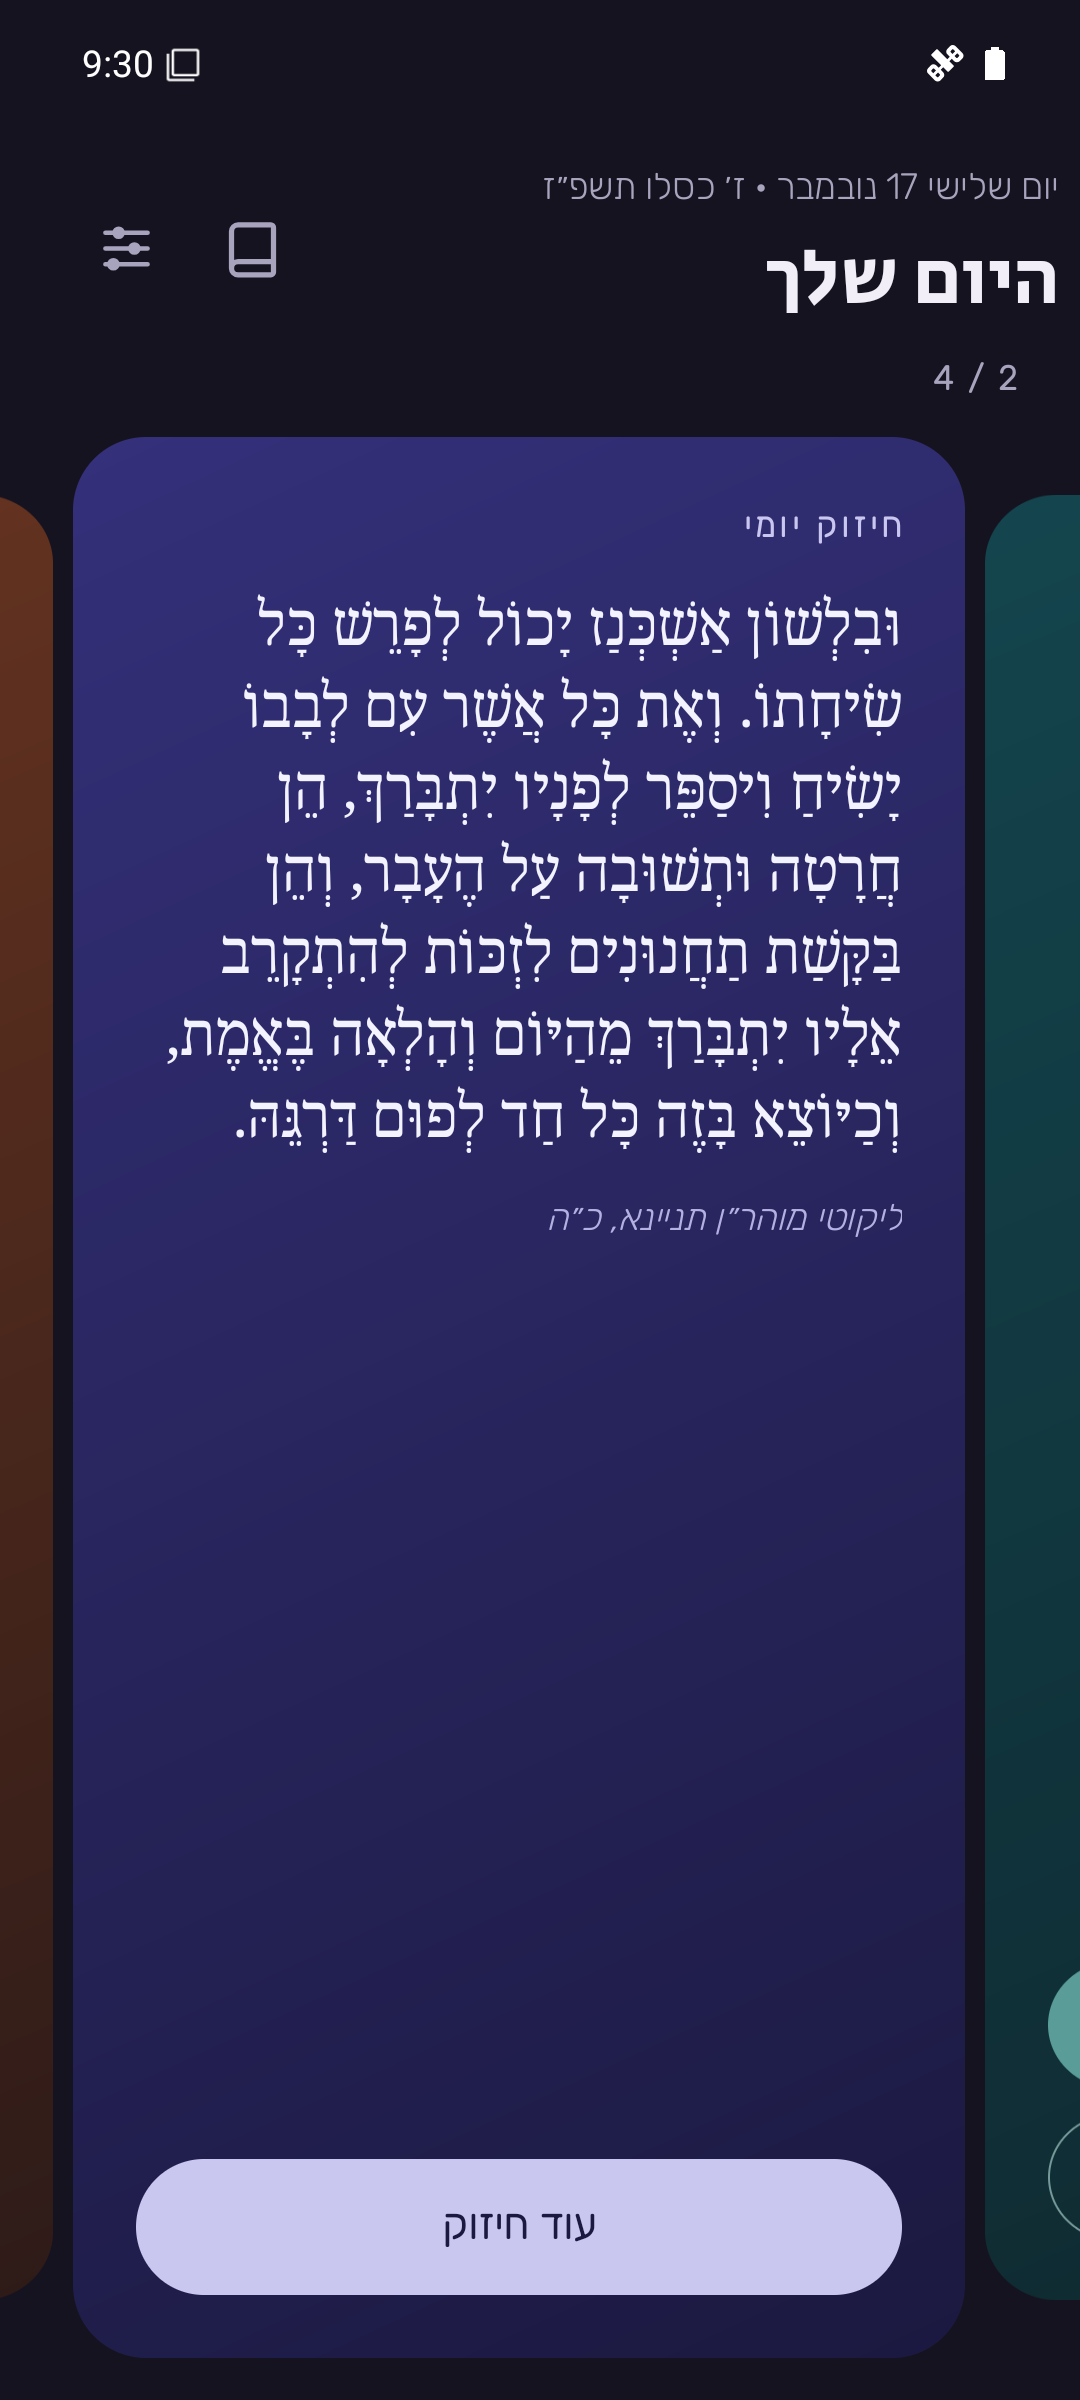 9:30
יום שלישי 17 נובמבר • ז׳ כסלו תשפ״ז
היום שלך
2 / 4
חיזוק יומי
וּבִלְשׁוֹן אַשְׁכְּנַז יָכוֹל לְפָרֵשׁ כָּל
שִׂיחָתוֹ. וְאֶת כָּל אֲשֶׁר עִם לְבָבוֹ
יָשִׂיחַ וִיסַפֵּר לְפָנָיו יִתְבָּרַךְ, הֵן
חֲרָטָה וּתְשׁוּבָה עַל הֶעָבָר, וְהֵן
בַּקָּשַׁת תַּחֲנוּנִים לִזְכּוֹת לְהִתְקָרֵב
אֵלָיו יִתְבָּרַךְ מֵהַיּוֹם וְהָלְאָה בֶּאֱמֶת,
וְכַיּוֹצֵא בָּזֶה כָּל חַד לְפוּם דַּרְגֵּהּ.
ליקוטי מוהר״ן תניינא, כ״ה
עוד חיזוק